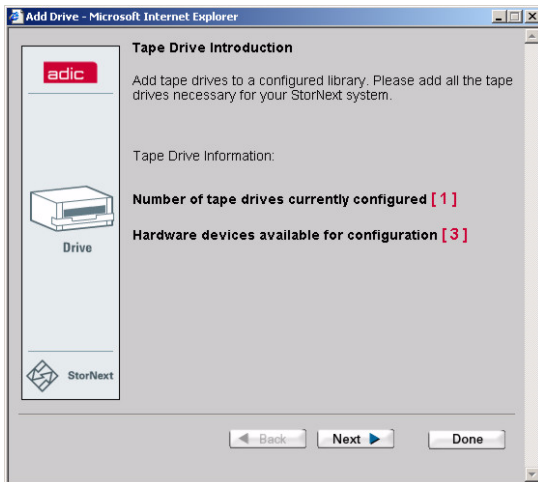 Add Drive - Microsoft Internet Explorer
adic
Tape Drive Introduction
Add tape drives to a configured library. Please add all the tape
drives necessary for your StorNext system.
Tape Drive Information:
Number of tape drives currently configured [ 1 ]
Hardware devices available for configuration [ 3 ]
Drive
StorNext
Back Next Done